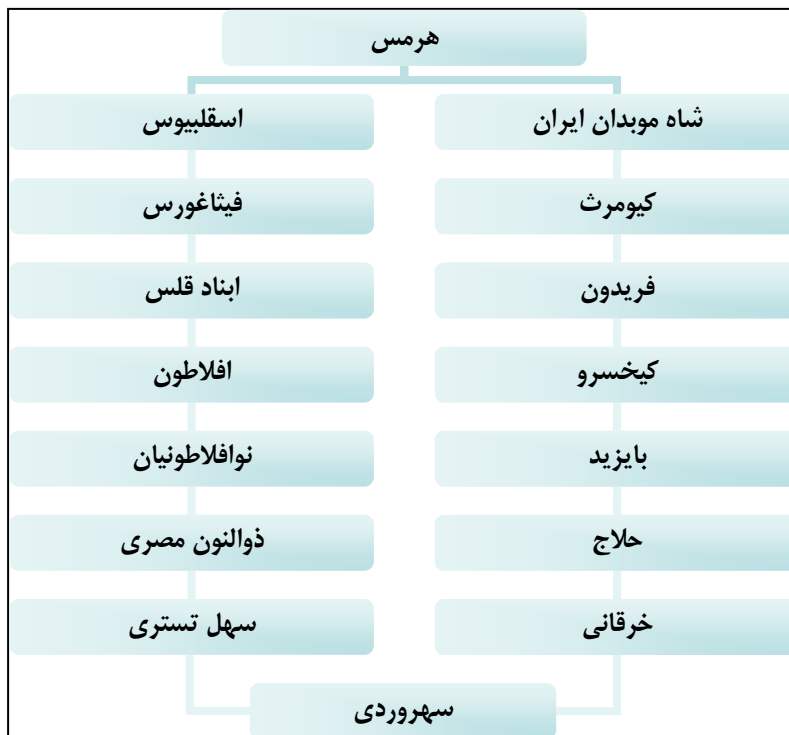 هرمس
شاه موبدان ایران
اسقلبیوس
کیومرث
فیثاغورس
فریدون
ابناد قلس
کیخسرو
افلاطون
بایزید
نوافلاطونیان
حلاج
ذوالنون مصری
خرقانی
سهل تستری
سهروردی